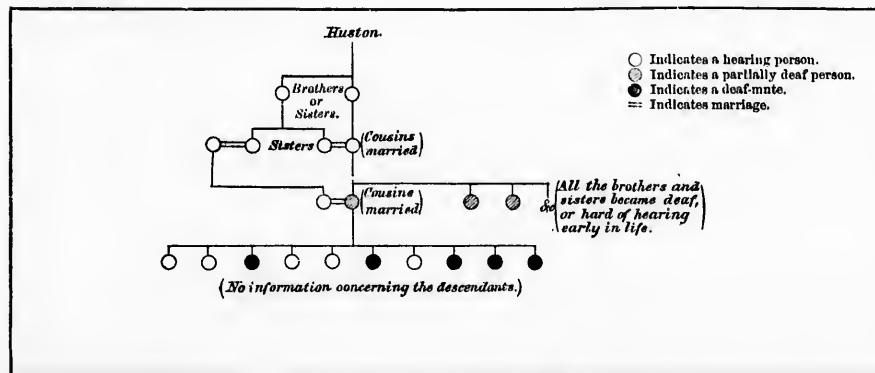 Huston.
Indicates a hearing person.
Indicates a partially deaf person.
Indicates a deaf-mute.
Indicates marriage.
Brothers
or
Sisters.
Sisters
(Cousins
married)
(Cousins
married)
&c
(All the brothers and
sisters became deaf,
or hard of hearing
early in life.)
(No information concerning the descendants.)